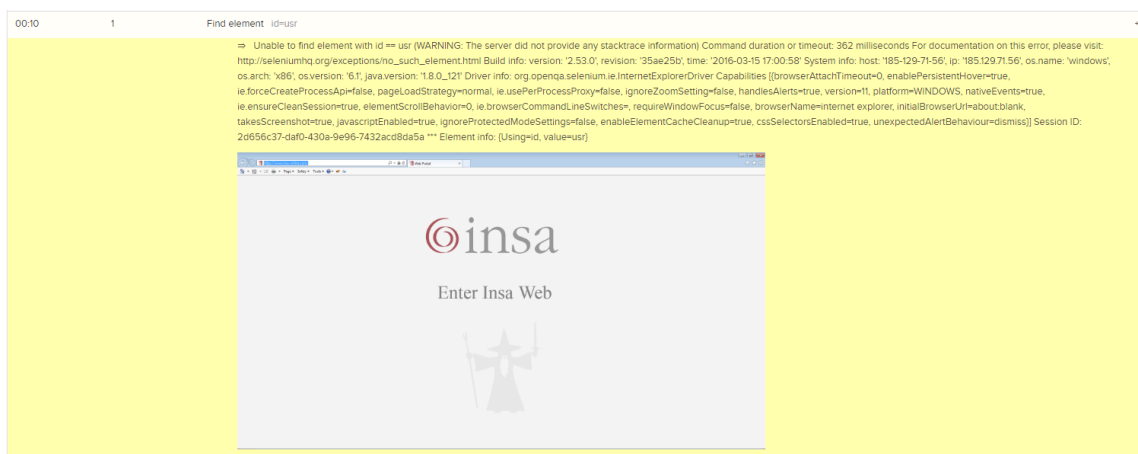 00:10 1 Find element id=usr
⇒ Unable to find element with id == usr (WARNING: The server did not provide any stacktrace information) Command duration or timeout: 362 milliseconds For documentation on this error, please visit:
http://seleniumhq.org/exceptions/no_such_element.html Build info: version: '2.53.0', revision: '35ae25b', time: '2016-03-15 17:00:58' System info: host: '185-129-71-56', ip: '185.129.71.56', os.name: 'windows',
os.arch: 'x86', os.version: '6.1', java.version: '1.8.0_121' Driver info: org.openqa.selenium.ie.InternetExplorerDriver Capabilities [{browserAttachTimeout=0, enablePersistentHover=true,
ie.forceCreateProcessApi=false, pageLoadStrategy=normal, ie.usePerProcessProxy=false, ignoreZoomSetting=false, handlesAlerts=true, version=11, platform=WINDOWS, nativeEvents=true,
ie.ensureCleanSession=true, elementScrollBehavior=0, ie.browserCommandLineSwitches=, requireWindowFocus=false, browserName=internet explorer, initialBrowserUrl=about:blank,
takesScreenshot=true, javascriptEnabled=true, ignoreProtectedModeSettings=false, enableElementCacheCleanup=true, cssSelectorsEnabled=true, unexpectedAlertBehaviour=dismiss}] Session ID:
2d656c37-daf0-430a-9e96-7432acd8da5a *** Element info: {Using=id, value=usr}
Web Portal
Page Safety Tools
insa
Enter Insa Web